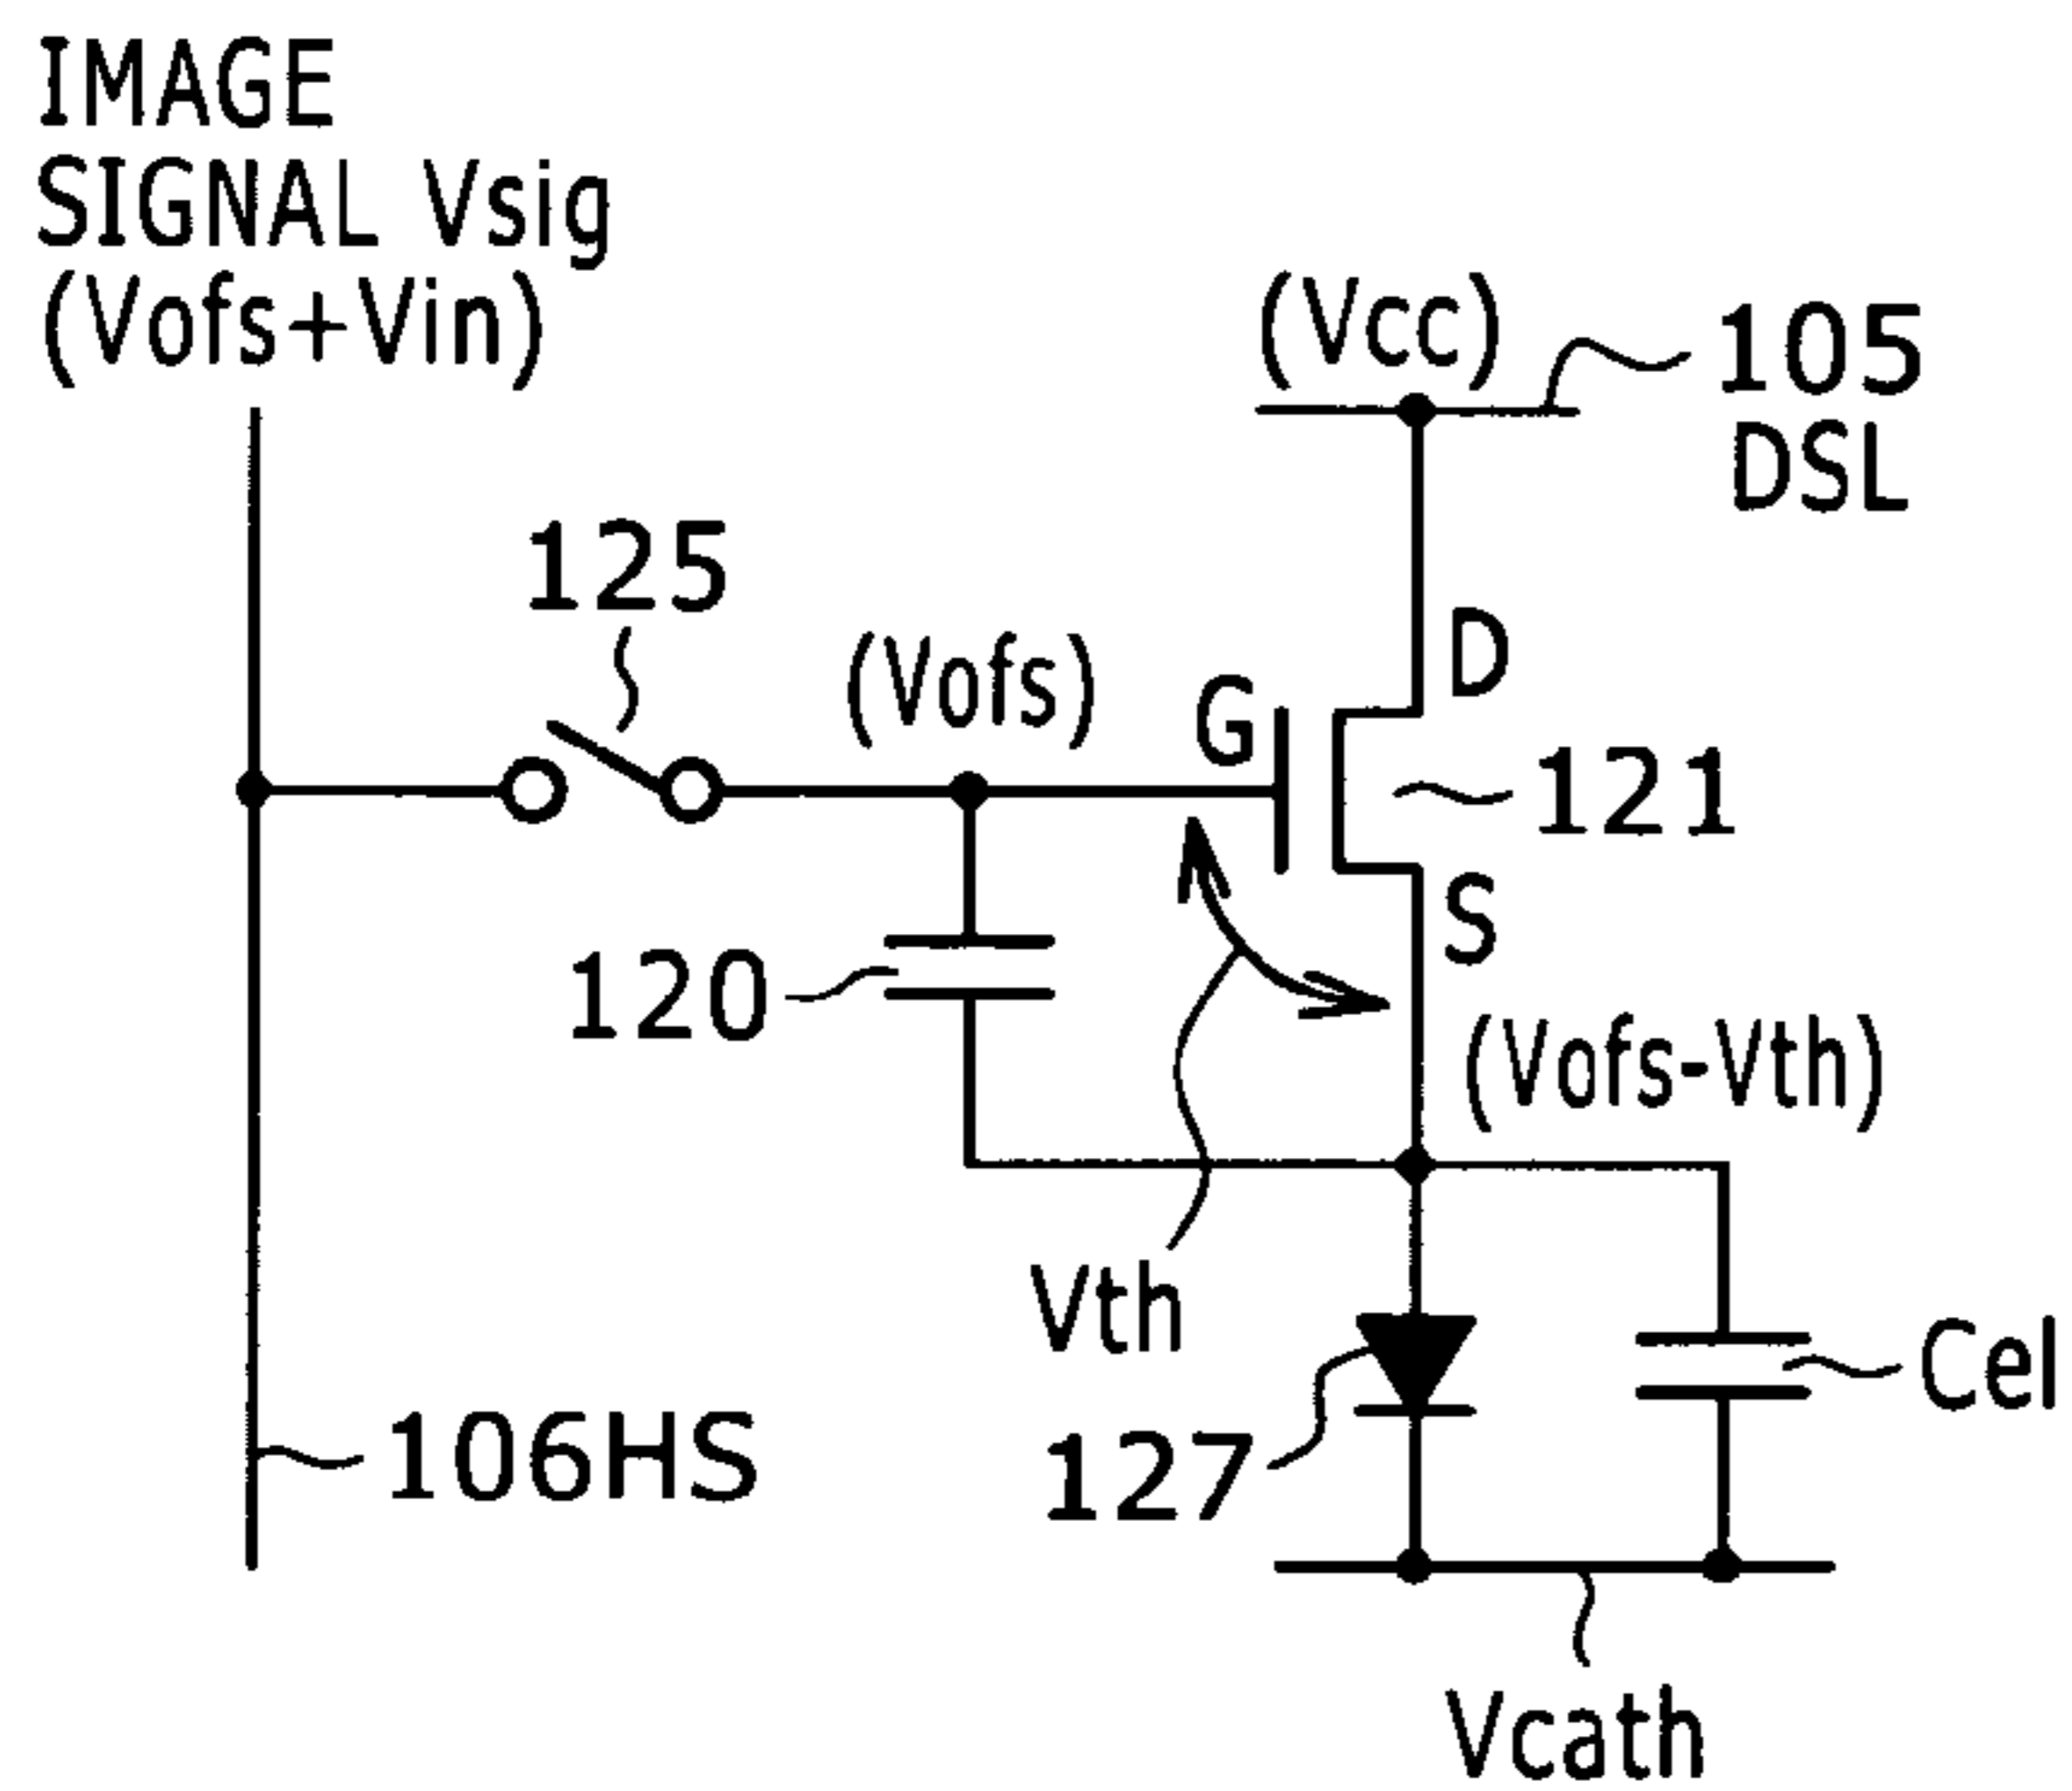 IMAGE
SIGNAL Vsig
(Vofs+Vin)
(Vcc)
105
DSL
125
(Vofs)
G
D
121
S
120
(Vofs-Vth)
Vth
Cel
106HS
127
Vcath